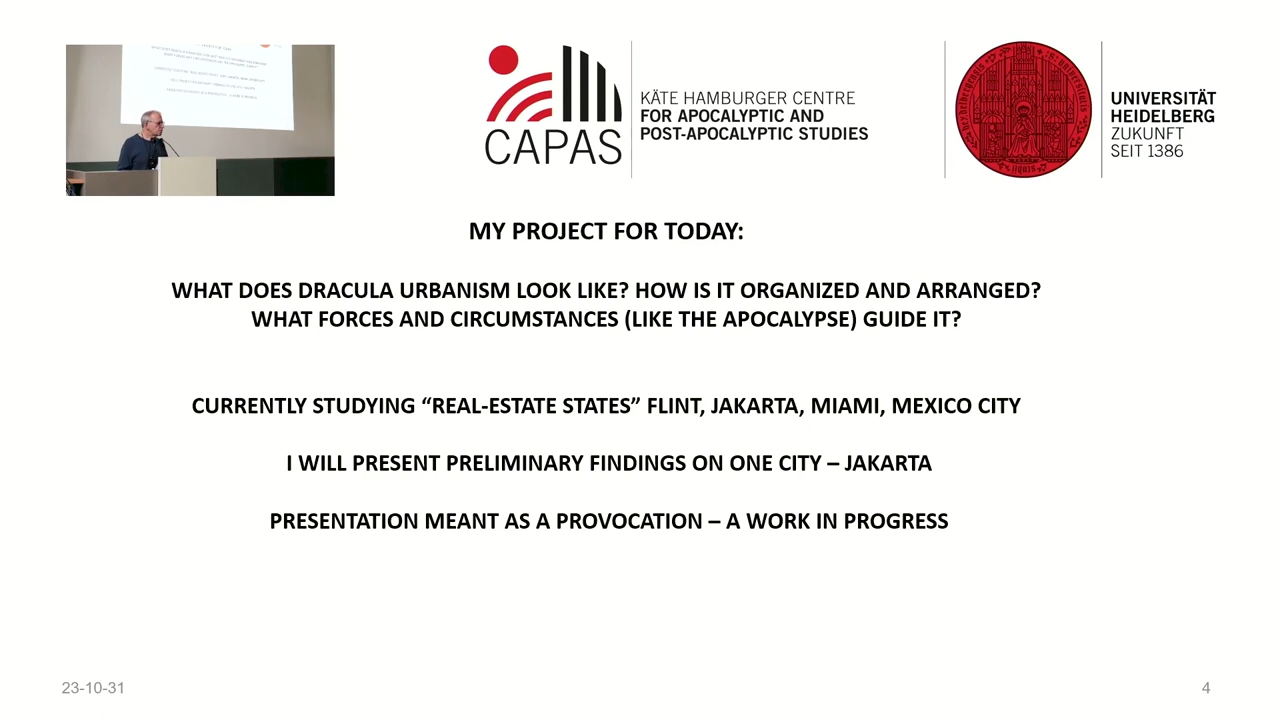 CAPAS
KÄTE HAMBURGER CENTRE
FOR APOCALYPTIC AND
POST-APOCALYPTIC STUDIES
UNIVERSITÄT
HEIDELBERG
ZUKUNFT
SEIT 1386
MY PROJECT FOR TODAY:
WHAT DOES DRACULA URBANISM LOOK LIKE? HOW IS IT ORGANIZED AND ARRANGED?
WHAT FORCES AND CIRCUMSTANCES (LIKE THE APOCALYPSE) GUIDE IT?
CURRENTLY STUDYING “REAL-ESTATE STATES” FLINT, JAKARTA, MIAMI, MEXICO CITY
I WILL PRESENT PRELIMINARY FINDINGS ON ONE CITY – JAKARTA
PRESENTATION MEANT AS A PROVOCATION – A WORK IN PROGRESS
23-10-31
4